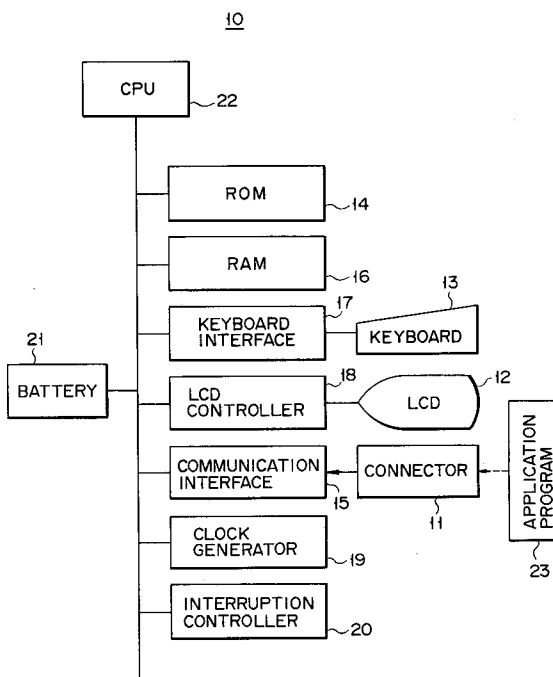 10
CPU
22
ROM
14
RAM
16
17
KEYBOARD
INTERFACE
13
KEYBOARD
21
BATTERY
18
LCD
CONTROLLER
12
LCD
COMMUNICATION
INTERFACE
15
CONNECTOR
11
APPLICATION
PROGRAM
23
CLOCK
GENERATOR
19
INTERRUPTION
CONTROLLER
20